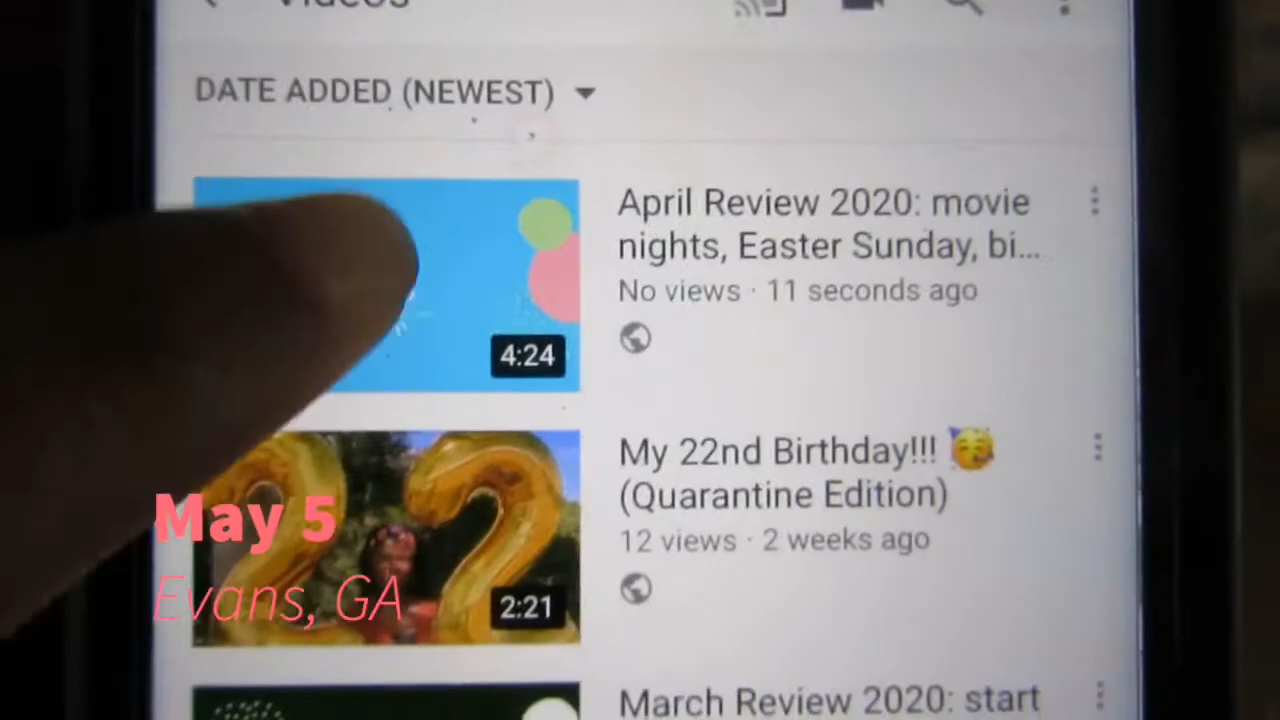 Videos
DATE ADDED (NEWEST)
April Review 2020: movie
nights, Easter Sunday, bi...
No views · 11 seconds ago
4:24
My 22nd Birthday!!! 🥳
(Quarantine Edition)
12 views · 2 weeks ago
2:21
May 5
Evans, GA
March Review 2020: start